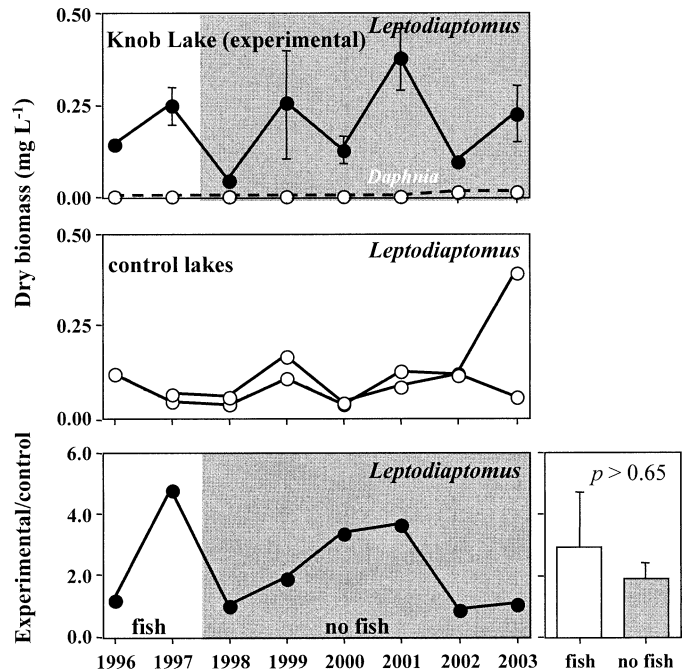 0.50
Knob Lake (experimental)
Leptodiaptomus
0.25
Daphnia
0.00
Dry biomass (mg L-1)
0.50
control lakes
Leptodiaptomus
0.25
0.00
6.0
Leptodiaptomus
p > 0.65
4.0
2.0
0.0
Experimental/control
fish
no fish
1996 1997 1998 1999 2000 2001 2002 2003
fish no fish